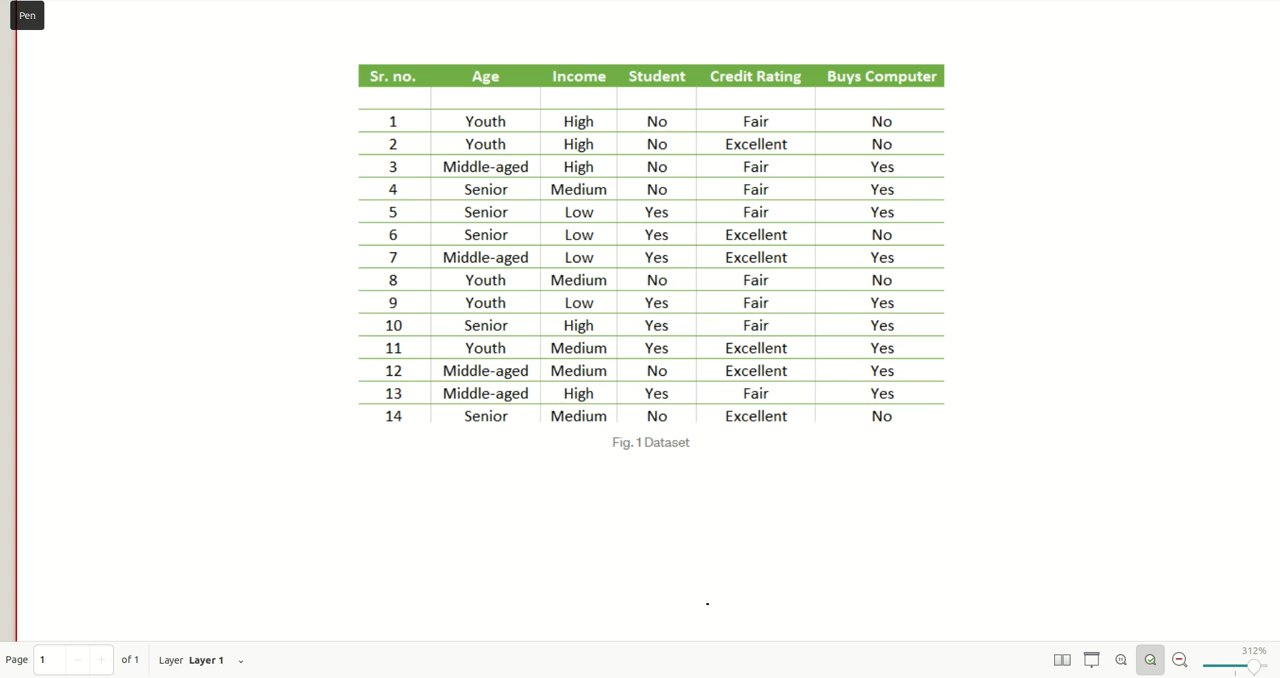 Pen
Sr. no. Age Income Student Credit Rating Buys Computer
1 Youth High No Fair No
2 Youth High No Excellent No
3 Middle-aged High No Fair Yes
4 Senior Medium No Fair Yes
5 Senior Low Yes Fair Yes
6 Senior Low Yes Excellent No
7 Middle-aged Low Yes Excellent Yes
8 Youth Medium No Fair No
9 Youth Low Yes Fair Yes
10 Senior High Yes Fair Yes
11 Youth Medium Yes Excellent Yes
12 Middle-aged Medium No Excellent Yes
13 Middle-aged High Yes Fair Yes
14 Senior Medium No Excellent No
Fig. 1 Dataset
312%
Page 1 − + of 1 Layer Layer 1